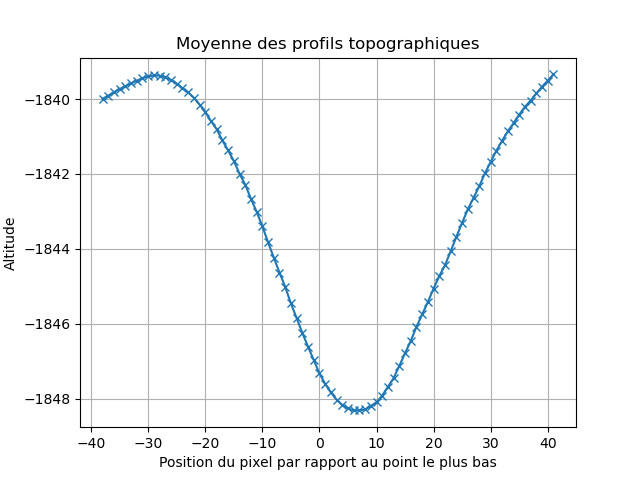 Moyenne des profils topographiques
−1840
−1842
−1844
−1846
−1848
Altitude
−40 −30 −20 −10 0 10 20 30 40
Position du pixel par rapport au point le plus bas